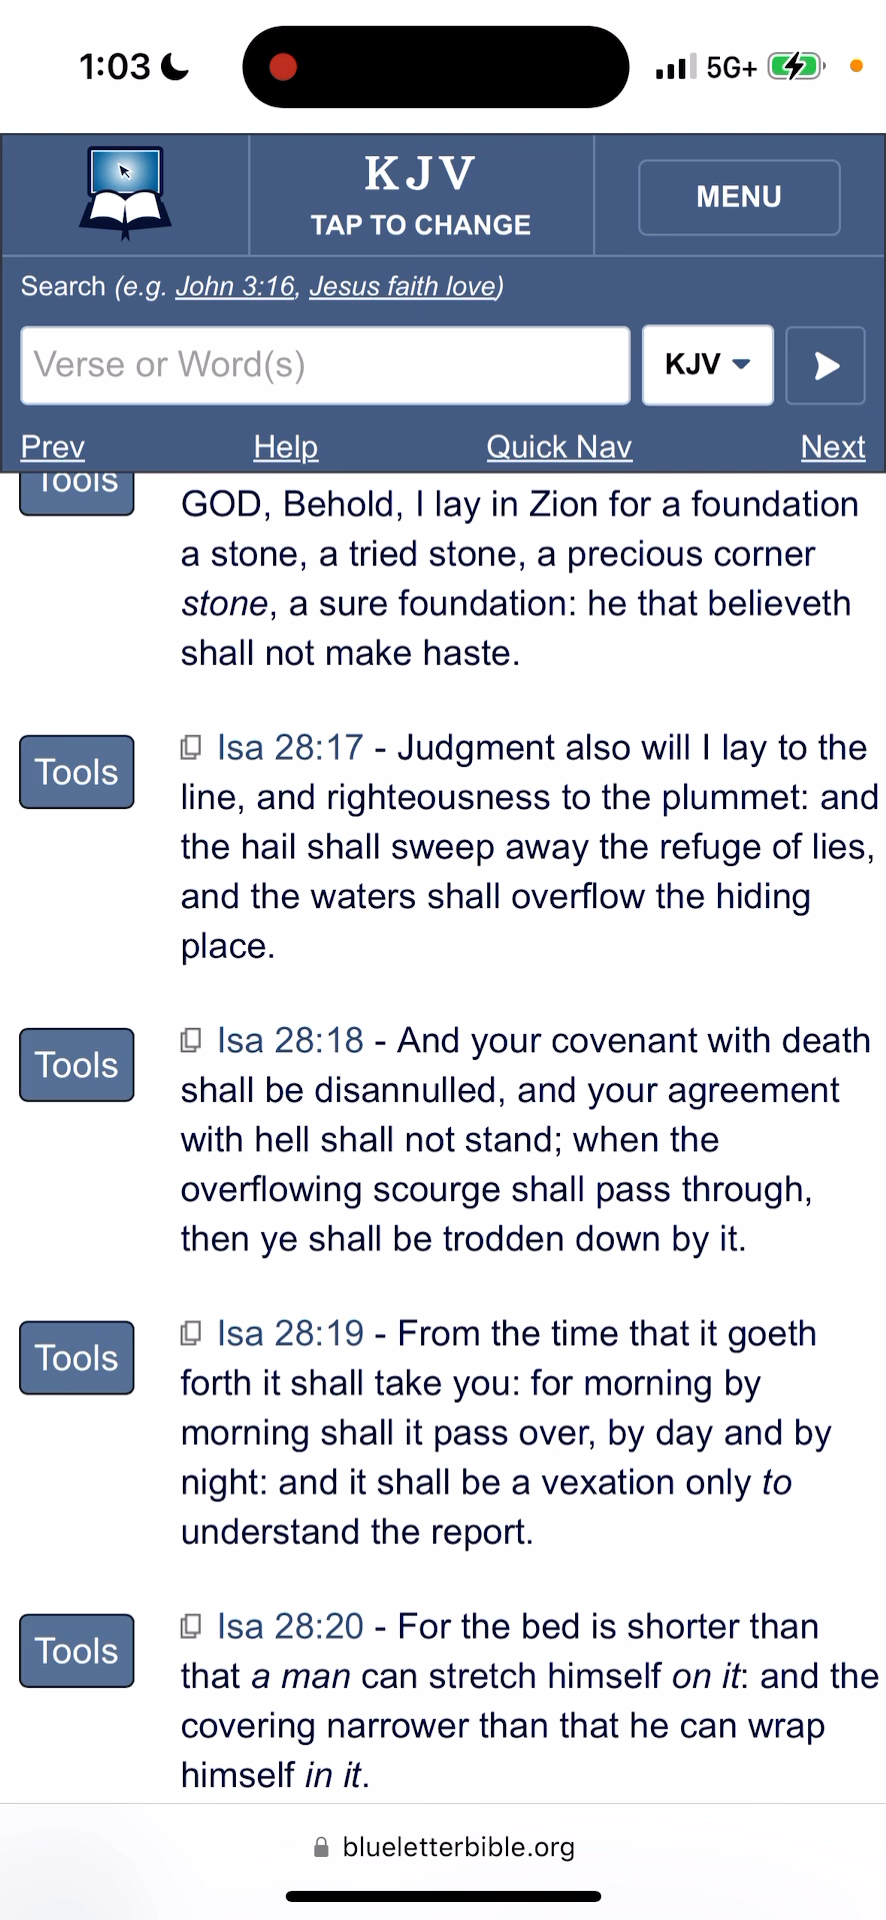 1:03
5G+
KJV
TAP TO CHANGE
MENU
Search (e.g. John 3:16, Jesus faith love)
Verse or Word(s)
KJV
Prev Help Quick Nav Next
Tools
GOD, Behold, I lay in Zion for a foundation
a stone, a tried stone, a precious corner
stone, a sure foundation: he that believeth
shall not make haste.
Tools
Isa 28:17 - Judgment also will I lay to the
line, and righteousness to the plummet: and
the hail shall sweep away the refuge of lies,
and the waters shall overflow the hiding
place.
Tools
Isa 28:18 - And your covenant with death
shall be disannulled, and your agreement
with hell shall not stand; when the
overflowing scourge shall pass through,
then ye shall be trodden down by it.
Tools
Isa 28:19 - From the time that it goeth
forth it shall take you: for morning by
morning shall it pass over, by day and by
night: and it shall be a vexation only to
understand the report.
Tools
Isa 28:20 - For the bed is shorter than
that a man can stretch himself on it: and the
covering narrower than that he can wrap
himself in it.
blueletterbible.org